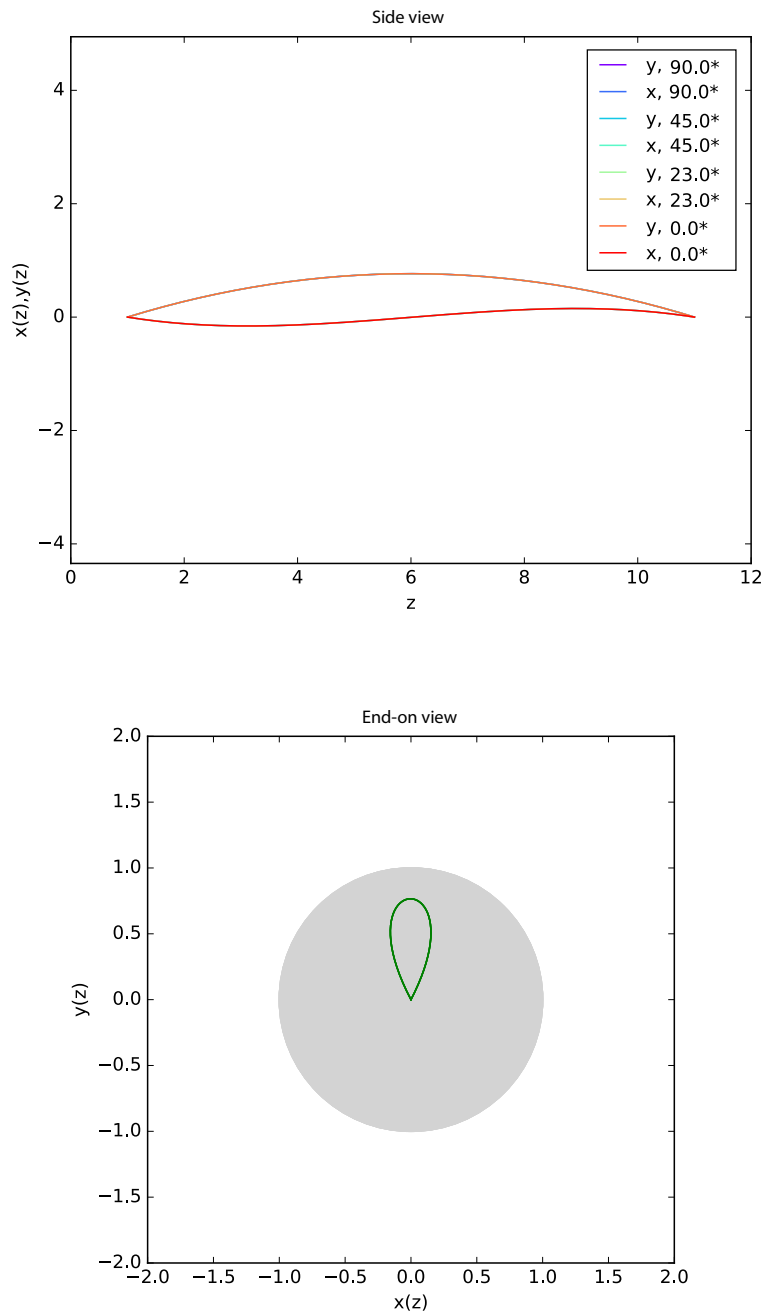 Side view
4
2
0
−2
−4
x(z),y(z)
y, 90.0*
x, 90.0*
y, 45.0*
x, 45.0*
y, 23.0*
x, 23.0*
y, 0.0*
x, 0.0*
0 2 4 6 8 10 12
z
End-on view
2.0
1.5
1.0
0.5
0.0
−0.5
−1.0
−1.5
−2.0
y(z)
−2.0 −1.5 −1.0 −0.5 0.0 0.5 1.0 1.5 2.0
x(z)